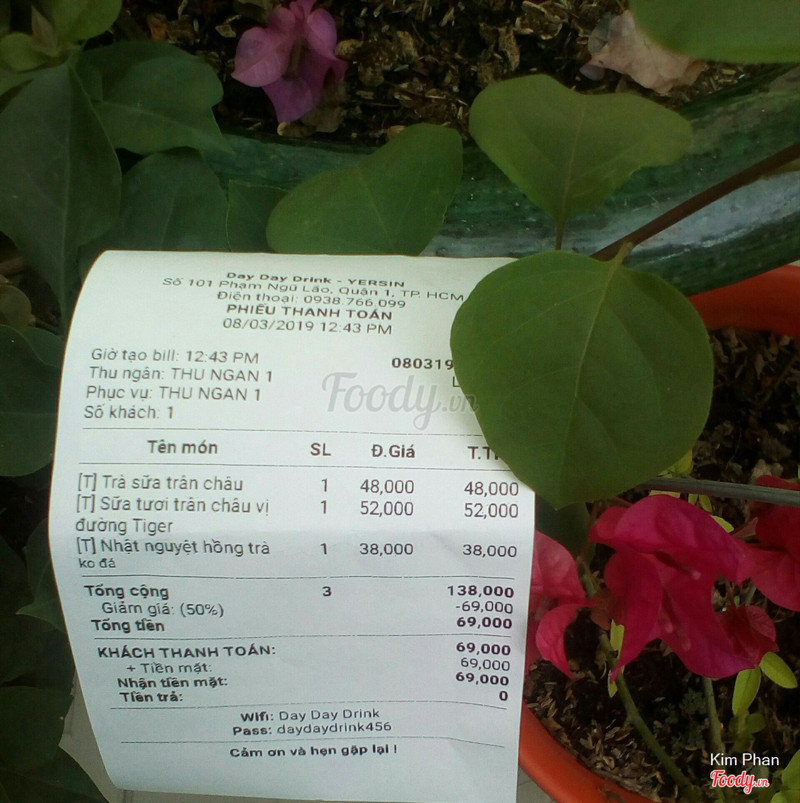 Day Day Drink - YERSIN
Số 101 Phạm Ngũ Lão, Quận 1, TP. HCM
Điện thoại: 0938.766.099
PHIẾU THANH TOÁN
08/03/2019 12:43 PM
Giờ tạo bill: 12:43 PM
080319
Thu ngân: THU NGAN 1
Phục vụ: THU NGAN 1
Số khách: 1
Foody.vn
Tên món SL Đ.Giá
[T] Trà sữa trân châu 1 48,000 48,000
[T] Sữa tươi trân châu vị 1 52,000 52,000
đường Tiger
[T] Nhật nguyệt hồng trà 1 38,000 38,000
ko đá
Tổng cộng 3 138,000
Giảm giá: (50%) -69,000
Tổng tiền 69,000
KHÁCH THANH TOÁN: 69,000
+ Tiền mặt: 69,000
Nhận tiền mặt: 69,000
Tiền trả: 0
Wifi: Day Day Drink
Pass: daydaydrink456
Cảm ơn và hẹn gặp lại !
Kim Phan
Foody.vn